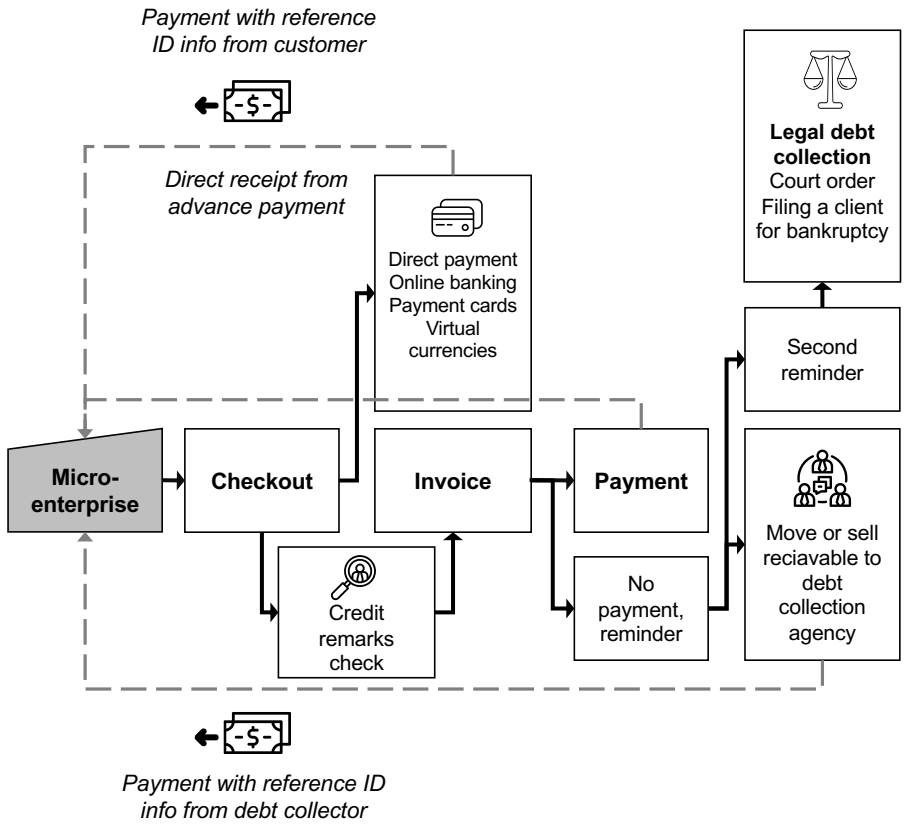 Payment with reference
ID info from customer
-$-
Direct receipt from
advance payment
Direct payment
Online banking
Payment cards
Virtual
currencies
Legal debt
collection
Court order
Filing a client
for bankruptcy
Second
reminder
Micro-
enterprise
Checkout
Invoice
Payment
Credit
remarks
check
No
payment,
reminder
Move or sell
reciavable to
debt
collection
agency
-$-
Payment with reference ID
info from debt collector